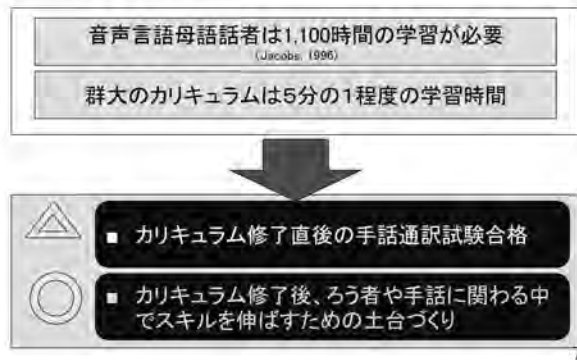 音声言語母語話者は1,100時間の学習が必要
(Jacobs, 1996)
群大のカリキュラムは5分の1程度の学習時間
■ カリキュラム修了直後の手話通訳試験合格
■ カリキュラム修了後、ろう者や手話に関わる中
でスキルを伸ばすための土台づくり